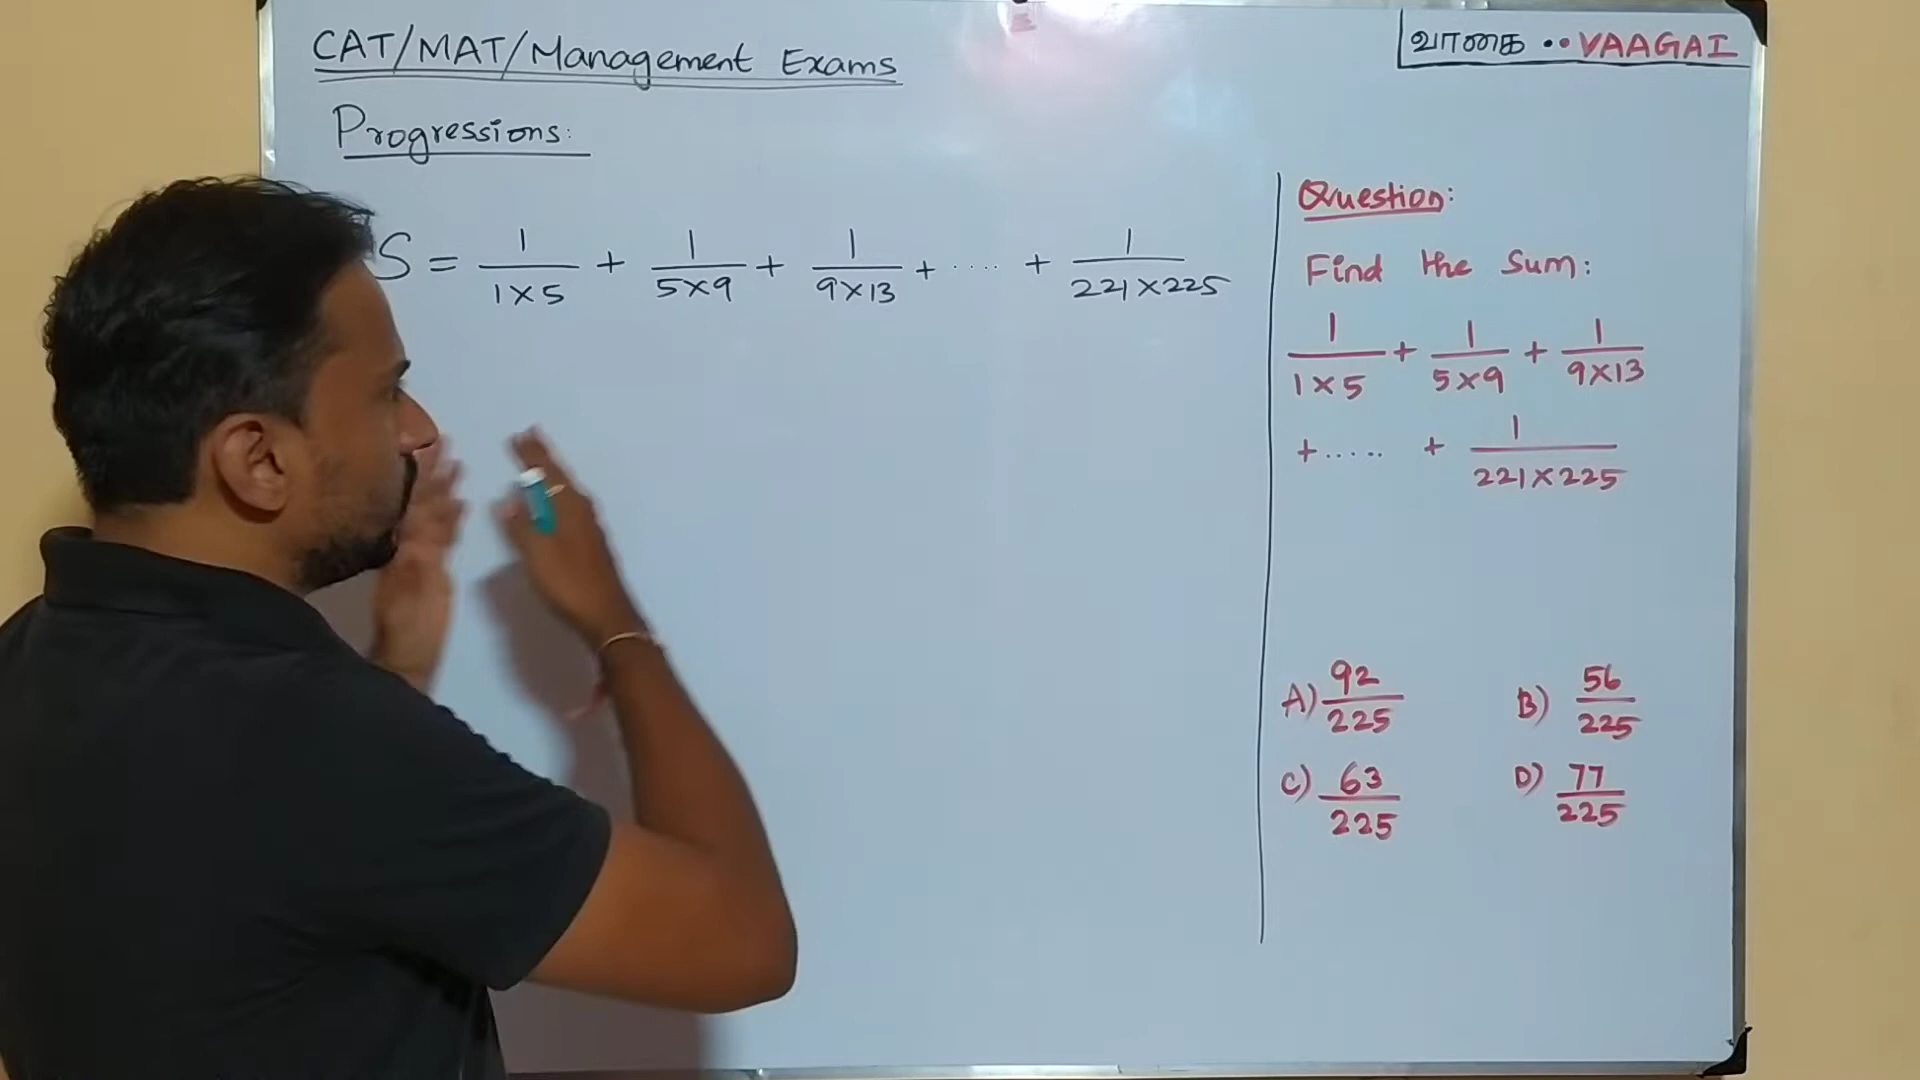 CAT/MAT/Management Exams
வாகை ..VAAGAI
Progressions:
S = 1/(1×5) + 1/(5×9) + 1/(9×13) + .... + 1/(221×225)
Question:
Find the Sum:
1/(1×5) + 1/(5×9) + 1/(9×13)
+..... + 1/(221×225)
A) 92/225 B) 56/225
C) 63/225 D) 77/225